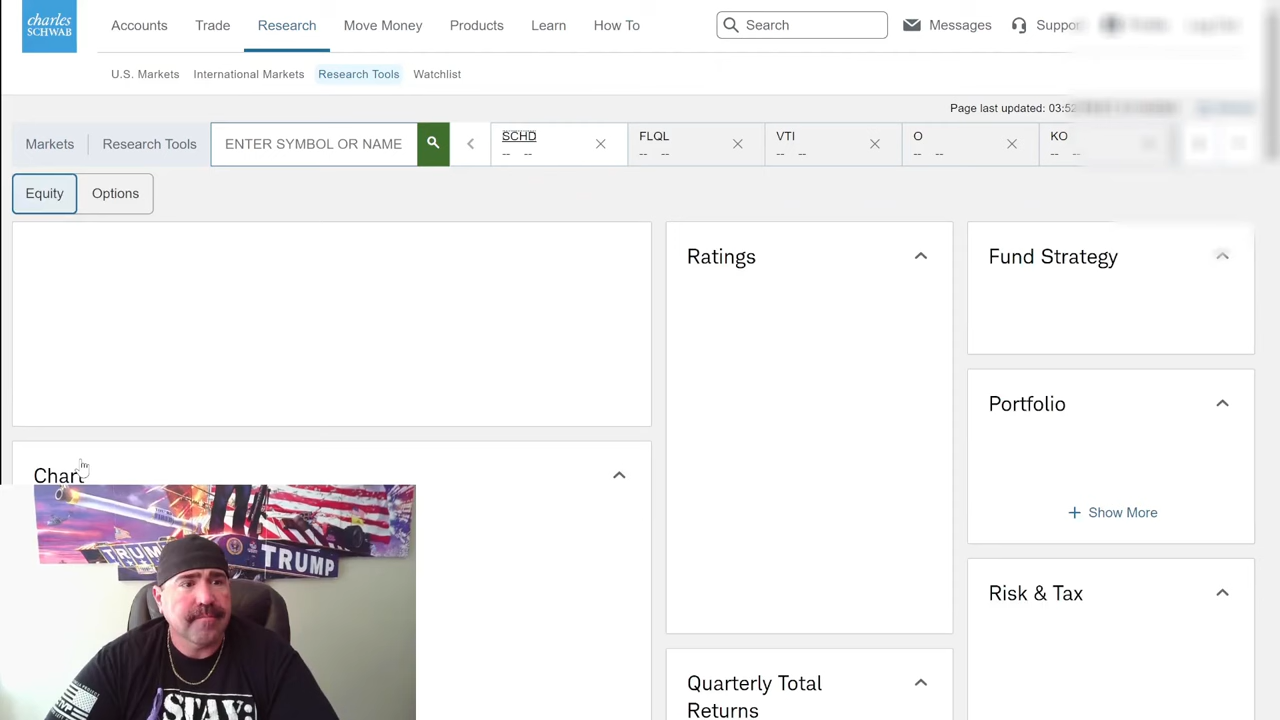 charles
SCHWAB
Accounts Trade Research Move Money Products Learn How To
Search
Messages
U.S. Markets International Markets Research Tools Watchlist
Page last updated: 03:52
Markets Research Tools ENTER SYMBOL OR NAME
SCHD FLQL VTI O KO
-- -- -- -- -- -- -- -- -- --
Equity Options
Ratings
Fund Strategy
Portfolio
Show More
Chart
Risk & Tax
Quarterly Total
Returns
TRUMP TRUMP
STAY